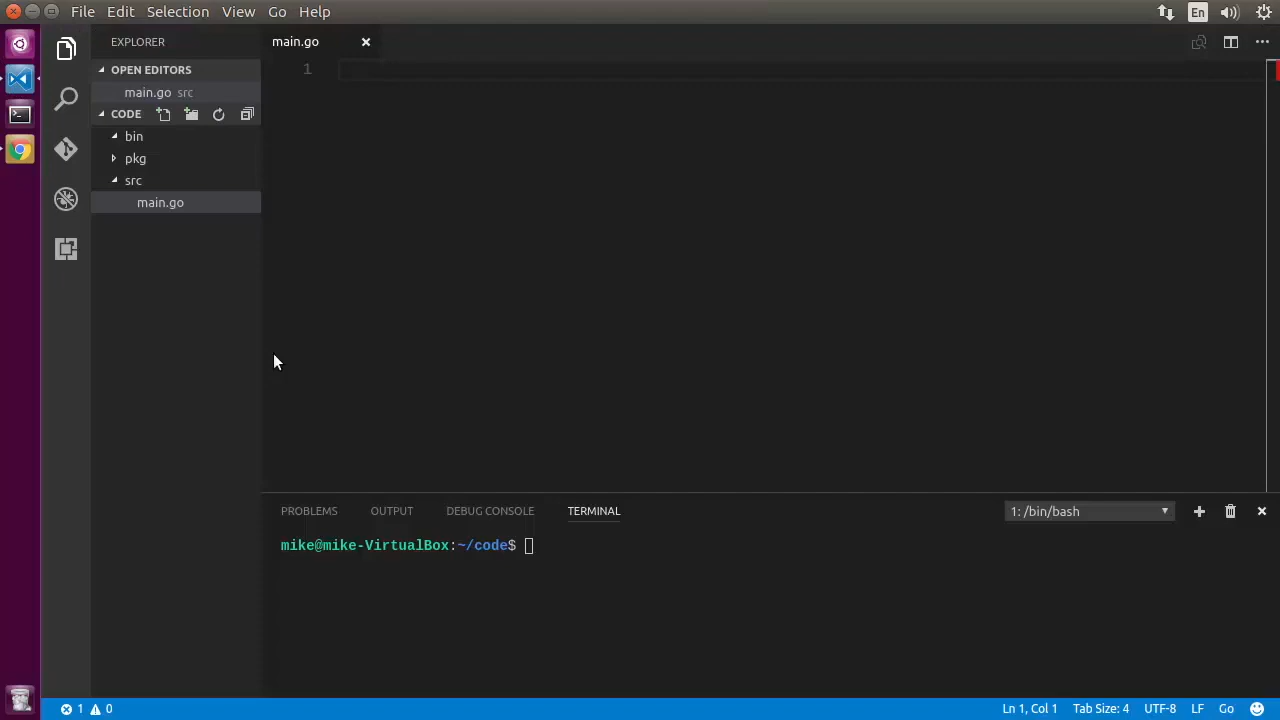 File Edit Selection View Go Help
En
EXPLORER
main.go
OPEN EDITORS
main.go src
CODE
bin
pkg
src
main.go
1
PROBLEMS OUTPUT DEBUG CONSOLE TERMINAL
1: /bin/bash
mike@mike-VirtualBox:~/code$
1 0
Ln 1, Col 1 Tab Size: 4 UTF-8 LF Go